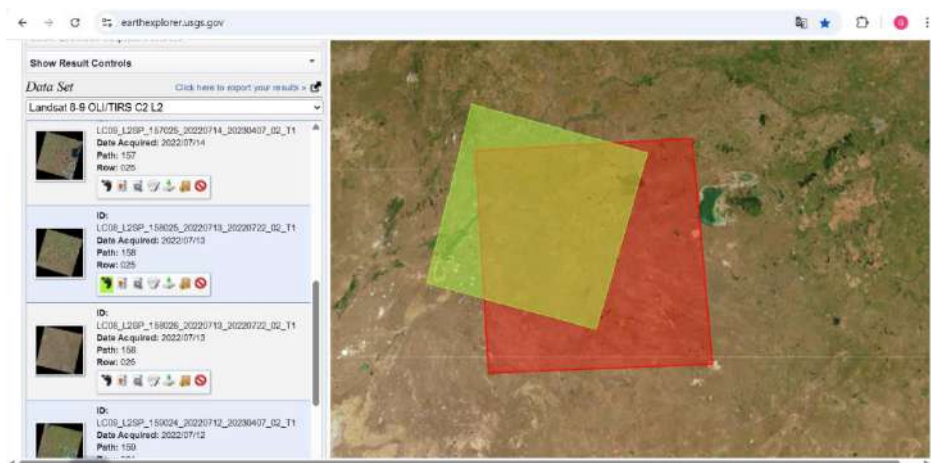 earthexplorer.usgs.gov
Show Result Controls
Data Set
Click here to export your results »
Landsat 8-9 OLI/TIRS C2 L2
LC08_L2SP_157025_20220714_20230407_02_T1
Date Acquired: 2022/07/14
Path: 157
Row: 025
ID:
LC08_L2SP_158025_20220713_20220722_02_T1
Date Acquired: 2022/07/13
Path: 158
Row: 025
ID:
LC08_L2SP_158026_20220713_20220722_02_T1
Date Acquired: 2022/07/13
Path: 158
Row: 026
ID:
LC09_L2SP_159024_20220712_20230407_02_T1
Date Acquired: 2022/07/12
Path: 159